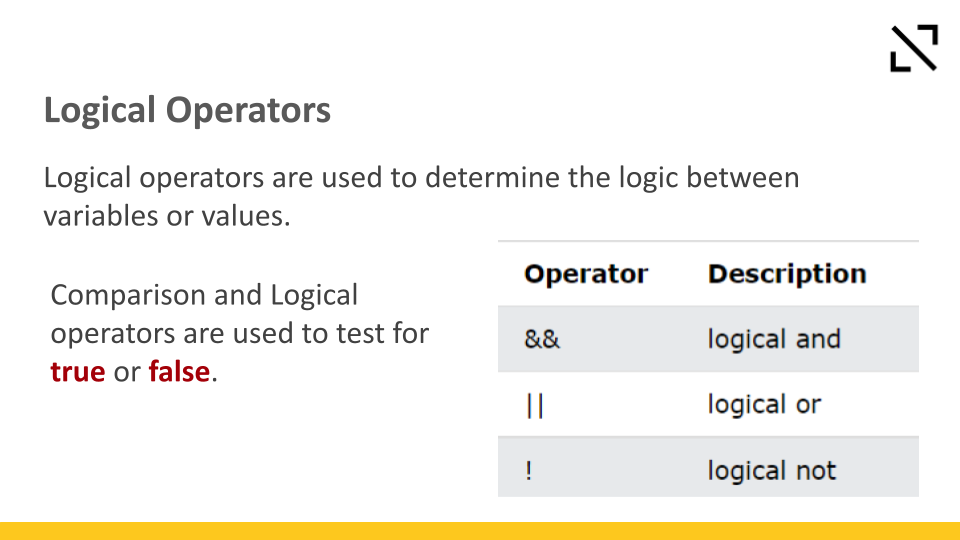 Logical Operators
Logical operators are used to determine the logic between
variables or values.
Comparison and Logical
operators are used to test for
true or false.
Operator Description
&& logical and
|| logical or
! logical not